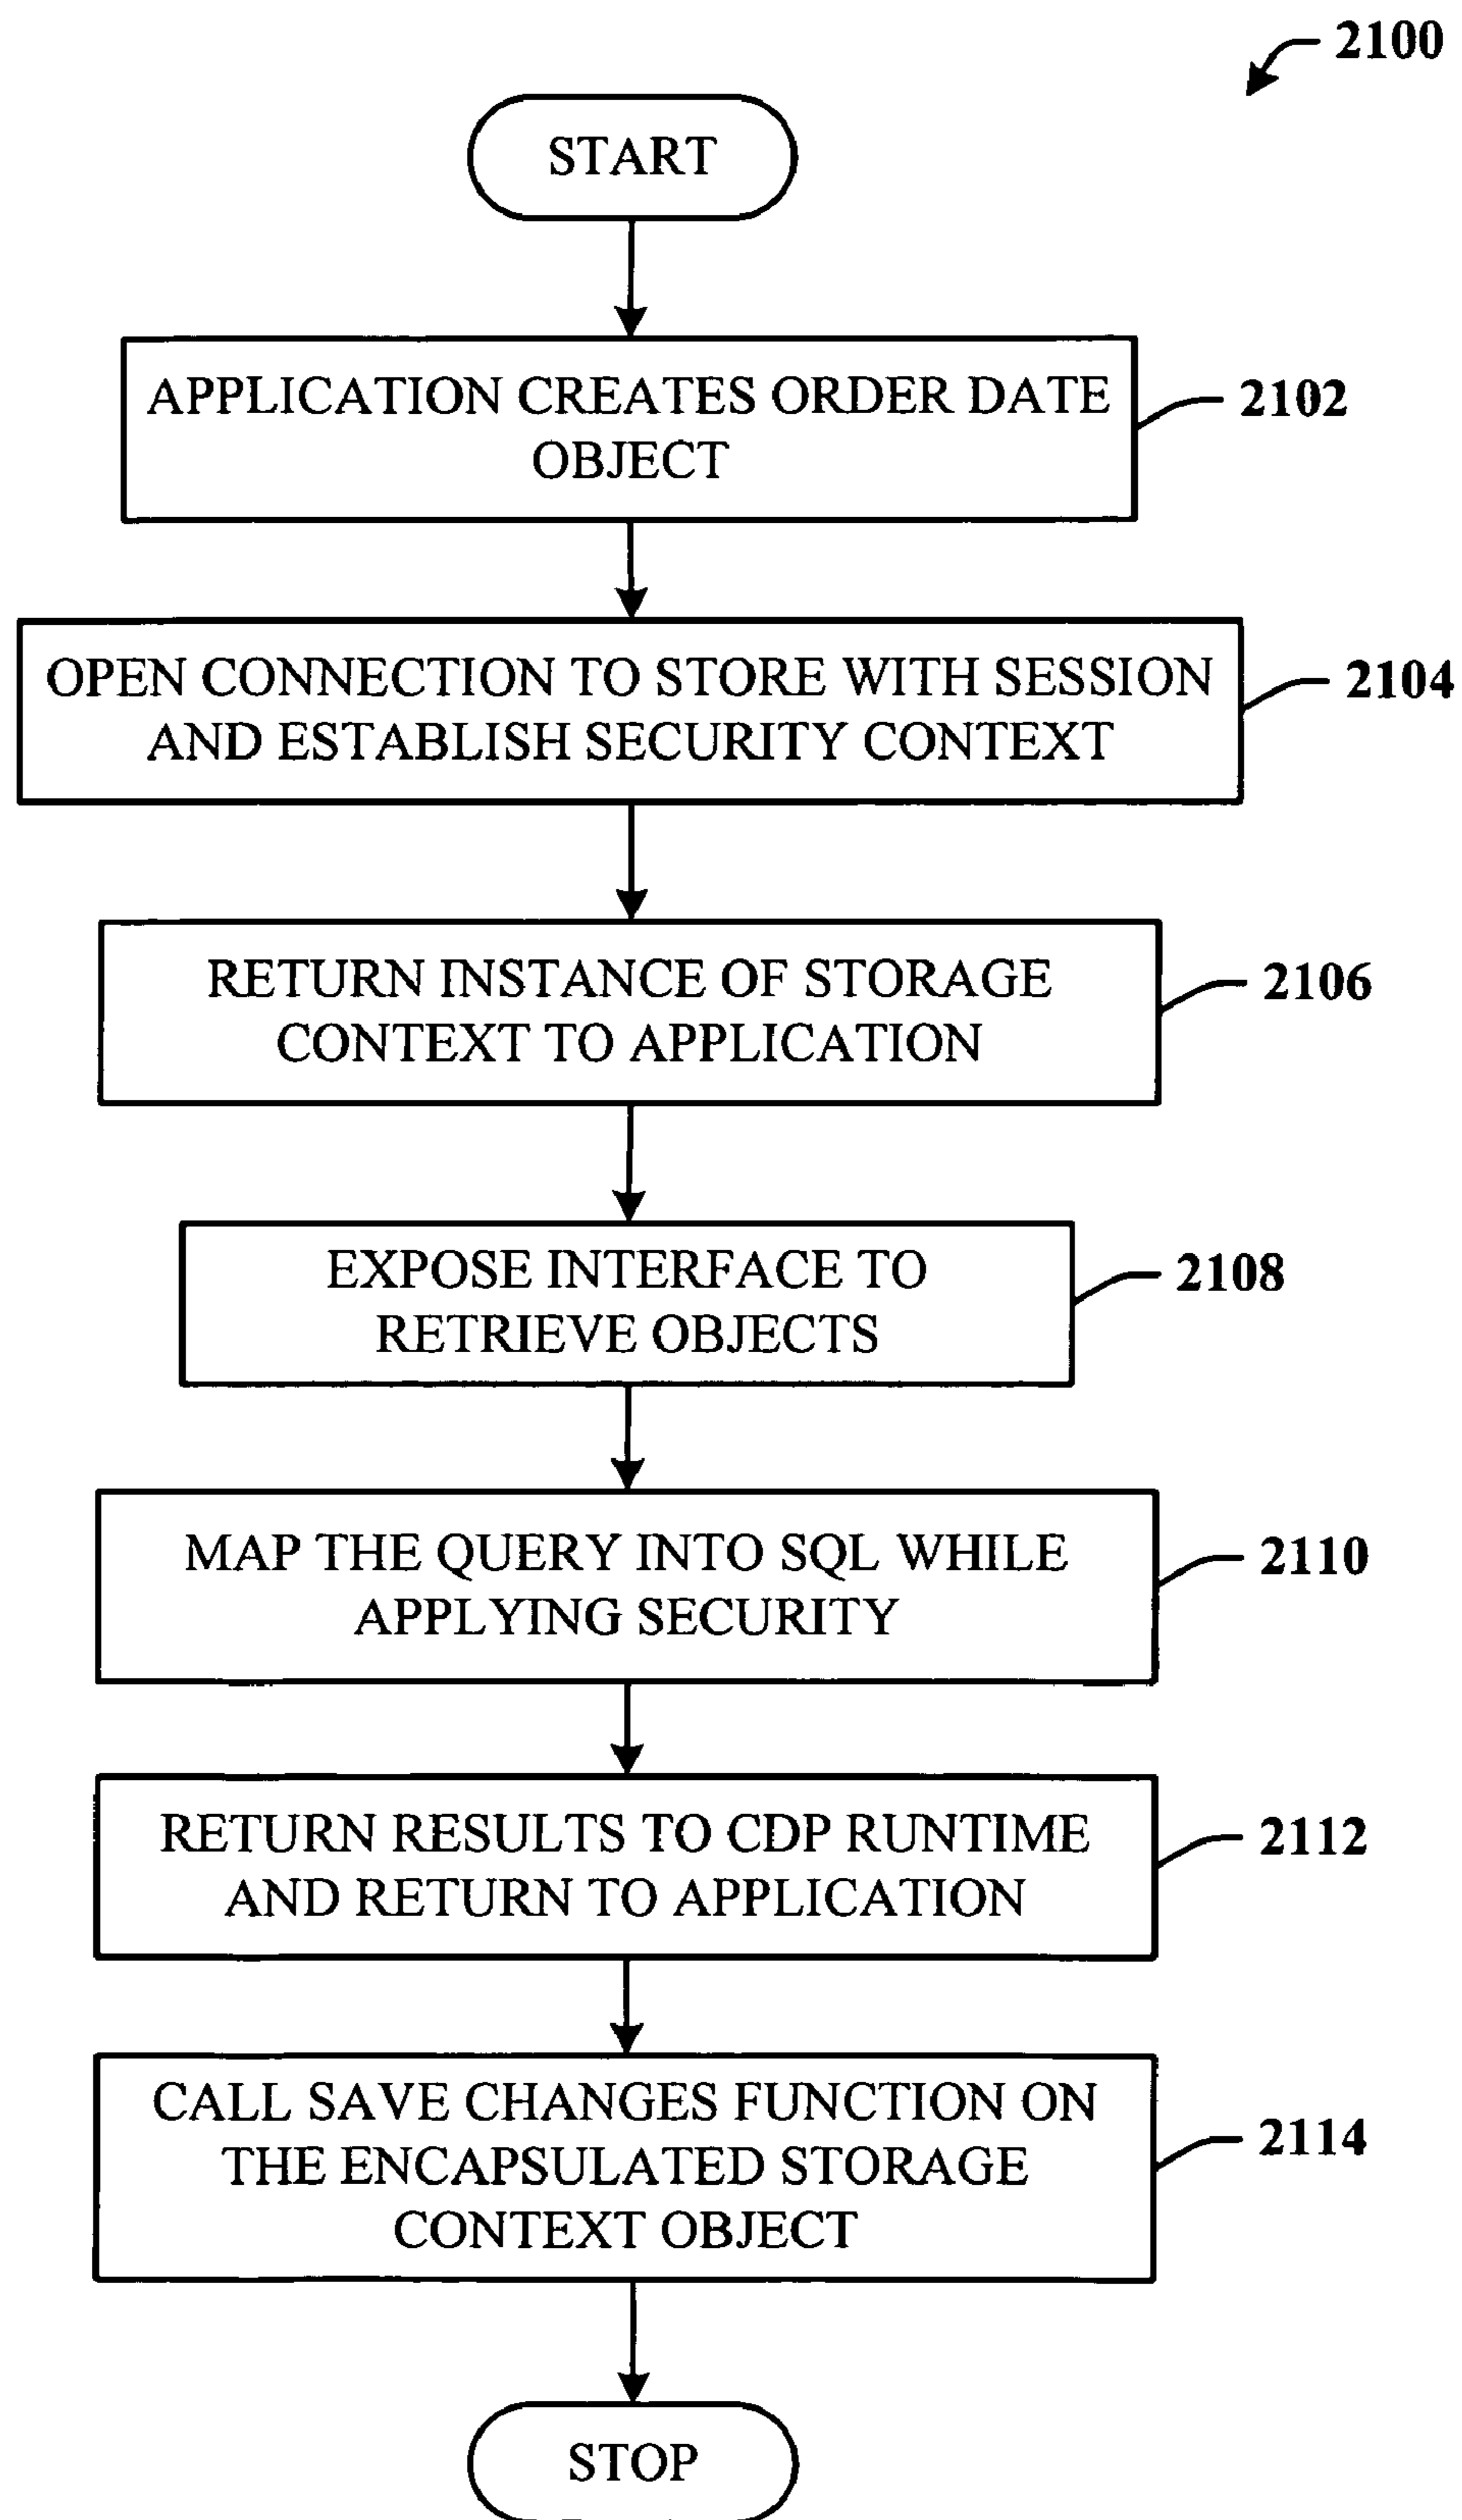 2100
START
APPLICATION CREATES ORDER DATE
OBJECT
2102
OPEN CONNECTION TO STORE WITH SESSION
AND ESTABLISH SECURITY CONTEXT
2104
RETURN INSTANCE OF STORAGE
CONTEXT TO APPLICATION
2106
EXPOSE INTERFACE TO
RETRIEVE OBJECTS
2108
MAP THE QUERY INTO SQL WHILE
APPLYING SECURITY
2110
RETURN RESULTS TO CDP RUNTIME
AND RETURN TO APPLICATION
2112
CALL SAVE CHANGES FUNCTION ON
THE ENCAPSULATED STORAGE
CONTEXT OBJECT
2114
STOP